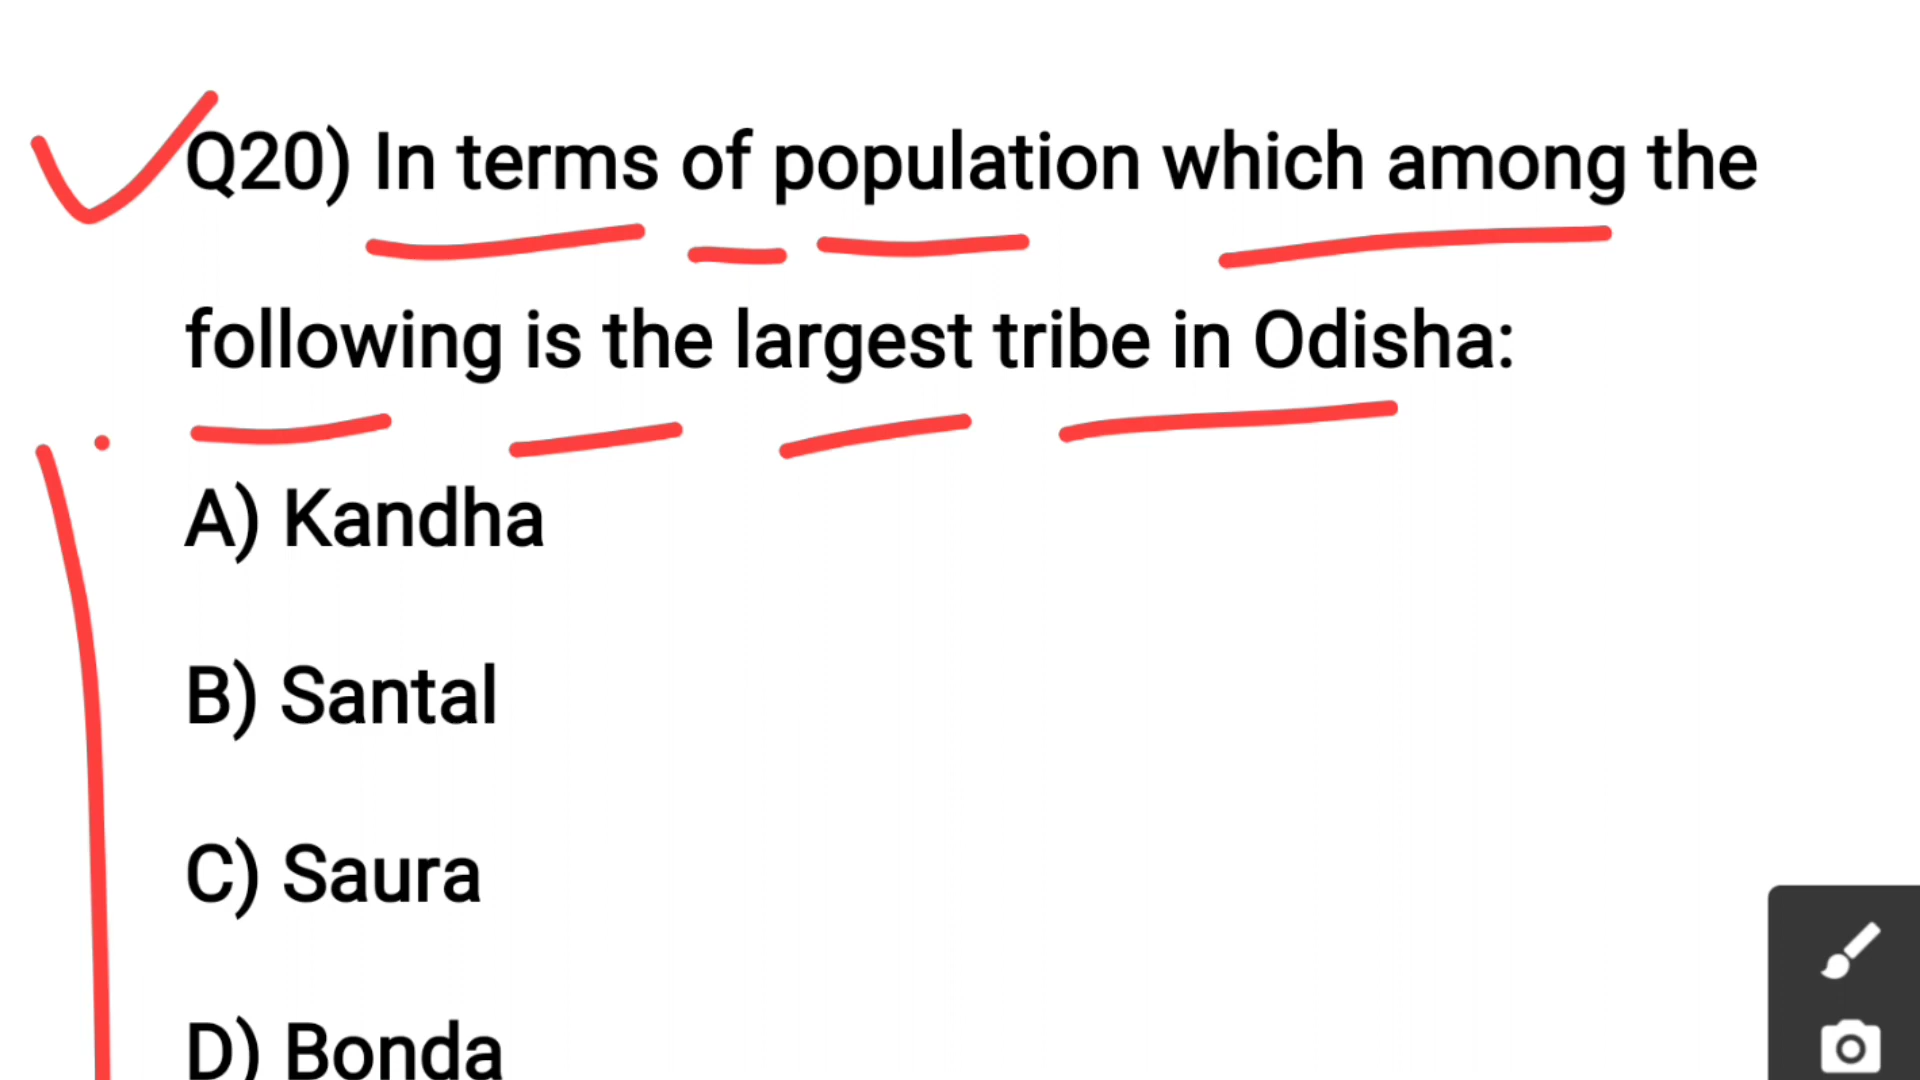 Q20) In terms of population which among the
following is the largest tribe in Odisha:
A) Kandha
B) Santal
C) Saura
D) Bonda